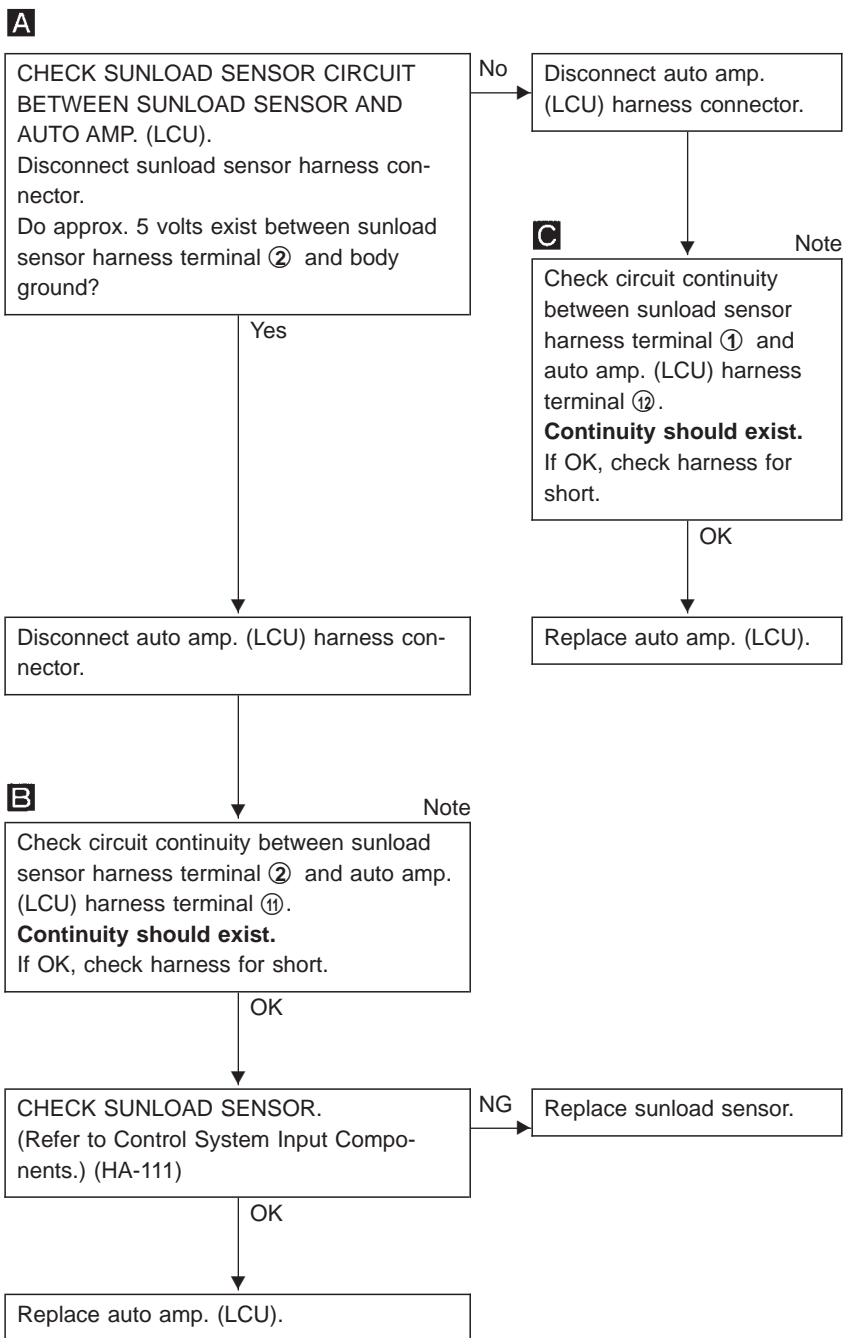 A
CHECK SUNLOAD SENSOR CIRCUIT
BETWEEN SUNLOAD SENSOR AND
AUTO AMP. (LCU).
Disconnect sunload sensor harness con-
nector.
Do approx. 5 volts exist between sunload
sensor harness terminal ② and body
ground?
No
Disconnect auto amp.
(LCU) harness connector.
Yes
C
Note
Check circuit continuity
between sunload sensor
harness terminal ① and
auto amp. (LCU) harness
terminal ⑫.
Continuity should exist.
If OK, check harness for
short.
OK
Replace auto amp. (LCU).
Disconnect auto amp. (LCU) harness con-
nector.
B
Note
Check circuit continuity between sunload
sensor harness terminal ② and auto amp.
(LCU) harness terminal ⑪.
Continuity should exist.
If OK, check harness for short.
OK
CHECK SUNLOAD SENSOR.
(Refer to Control System Input Compo-
nents.) (HA-111)
NG
Replace sunload sensor.
OK
Replace auto amp. (LCU).